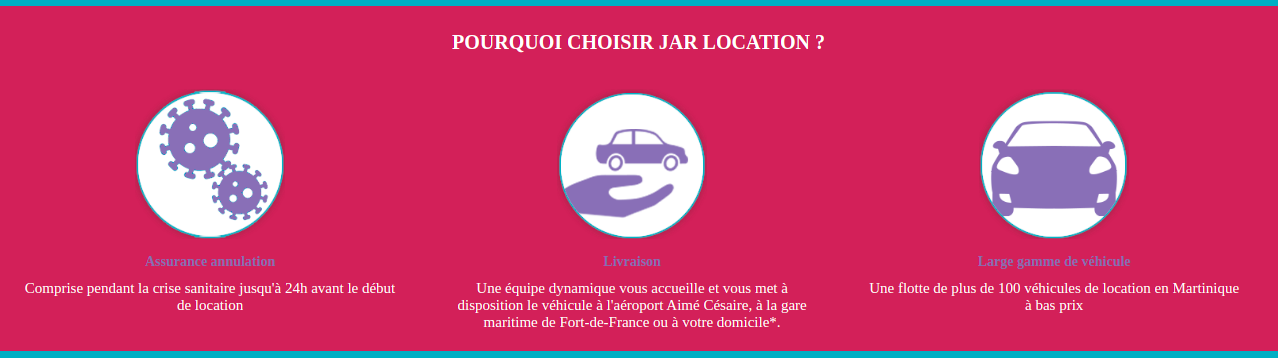 POURQUOI CHOISIR JAR LOCATION ?
Assurance annulation
Comprise pendant la crise sanitaire jusqu'à 24h avant le début
de location
Livraison
Une équipe dynamique vous accueille et vous met à
disposition le véhicule à l'aéroport Aimé Césaire, à la gare
maritime de Fort-de-France ou à votre domicile*.
Large gamme de véhicule
Une flotte de plus de 100 véhicules de location en Martinique
à bas prix